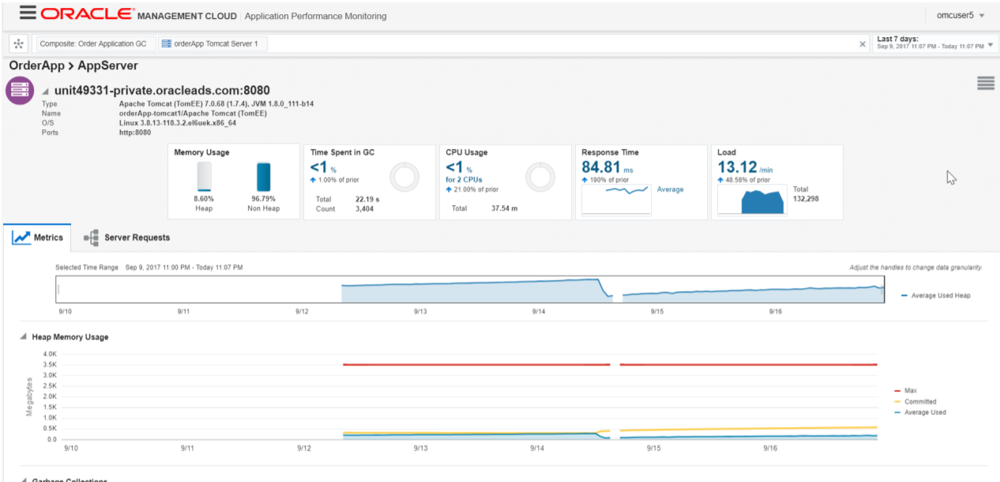 ORACLE MANAGEMENT CLOUD Application Performance Monitoring omcuser5
Composite: Order Application GC orderApp Tomcat Server 1 Last 7 days:
Sep 9, 2017 11:07 PM - Today 11:07 PM
OrderApp > AppServer
unit49331-private.oracleads.com:8080
Type Apache Tomcat (TomEE) 7.0.68 (1.7.4), JVM 1.8.0_111-b14
Name orderApp-tomcat1/Apache Tomcat (TomEE)
O/S Linux 3.8.13-118.3.2.el6uek.x86_64
Ports http:8080
Memory Usage
8.60% 96.79%
Heap Non Heap
Time Spent in GC
<1 %
1.00% of prior
Total 22.19 s
Count 3,404
CPU Usage
<1 %
for 2 CPUs
21.00% of prior
Total 37.54 m
Response Time
84.81 ms
190% of prior
Average
Load
13.12 /min
48.58% of prior
Total
132,298
Metrics Server Requests
Selected Time Range Sep 9, 2017 11:00 PM - Today 11:07 PM Adjust the handles to change data granularity.
Average Used Heap
9/10 9/11 9/12 9/13 9/14 9/15 9/16
Heap Memory Usage
Megabytes
4.0K
3.5K
3.0K
2.5K
2.0K
1.5K
1.0K
0.5K
0.0
Max
Committed
Average Used
9/10 9/11 9/12 9/13 9/14 9/15 9/16
Garbage Collections